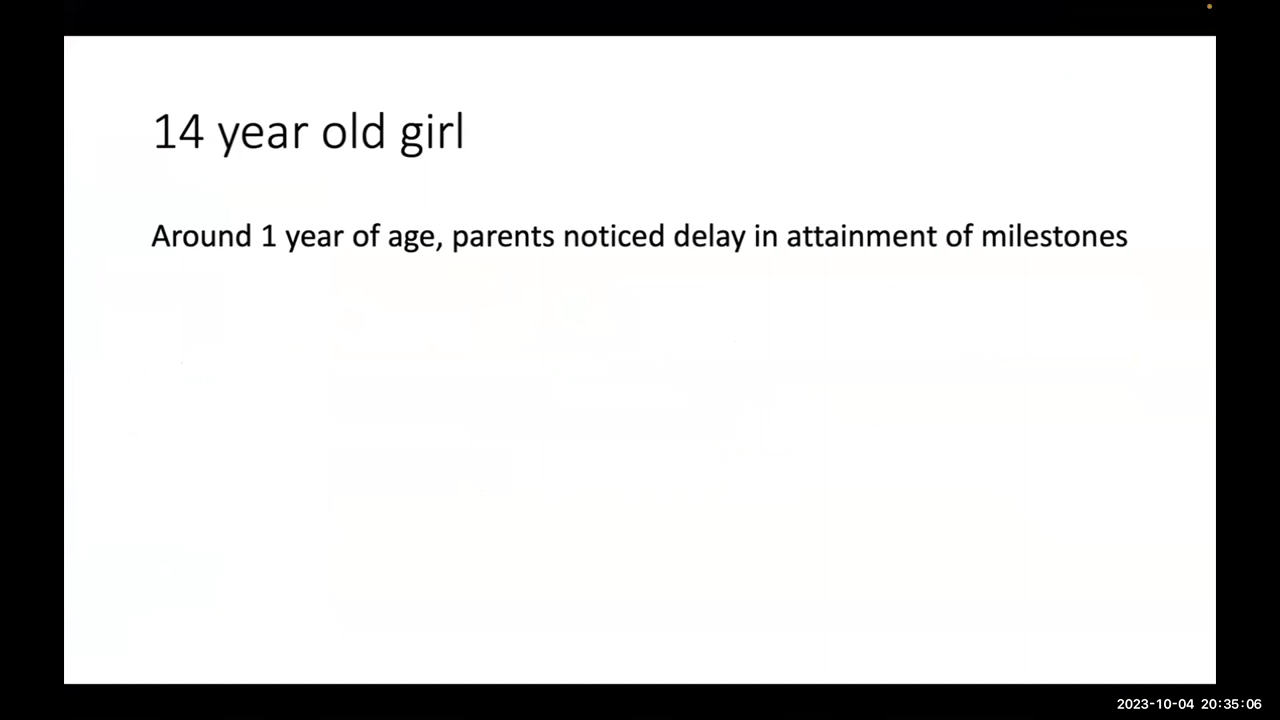 14 year old girl
Around 1 year of age, parents noticed delay in attainment of milestones
2023-10-04 20:35:06